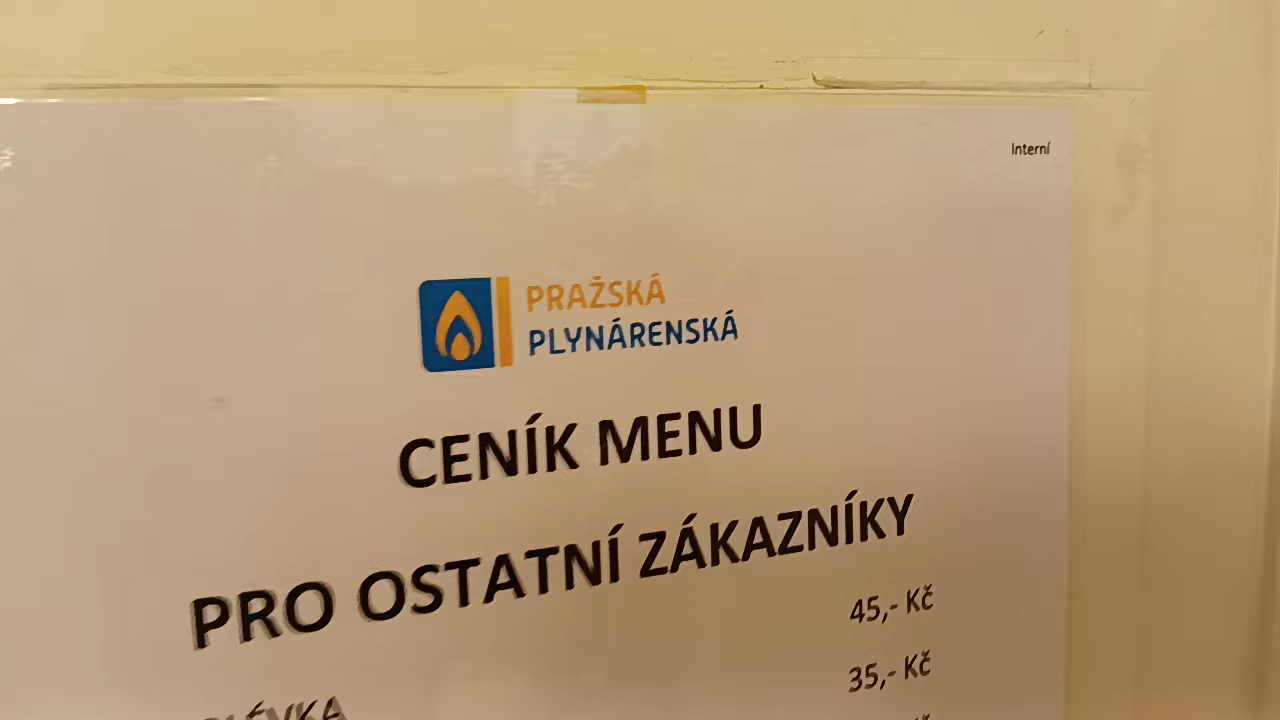 Interní
PRAŽSKÁ
PLYNÁRENSKÁ
CENÍK MENU
PRO OSTATNÍ ZÁKAZNÍKY
45,- Kč
35,- Kč